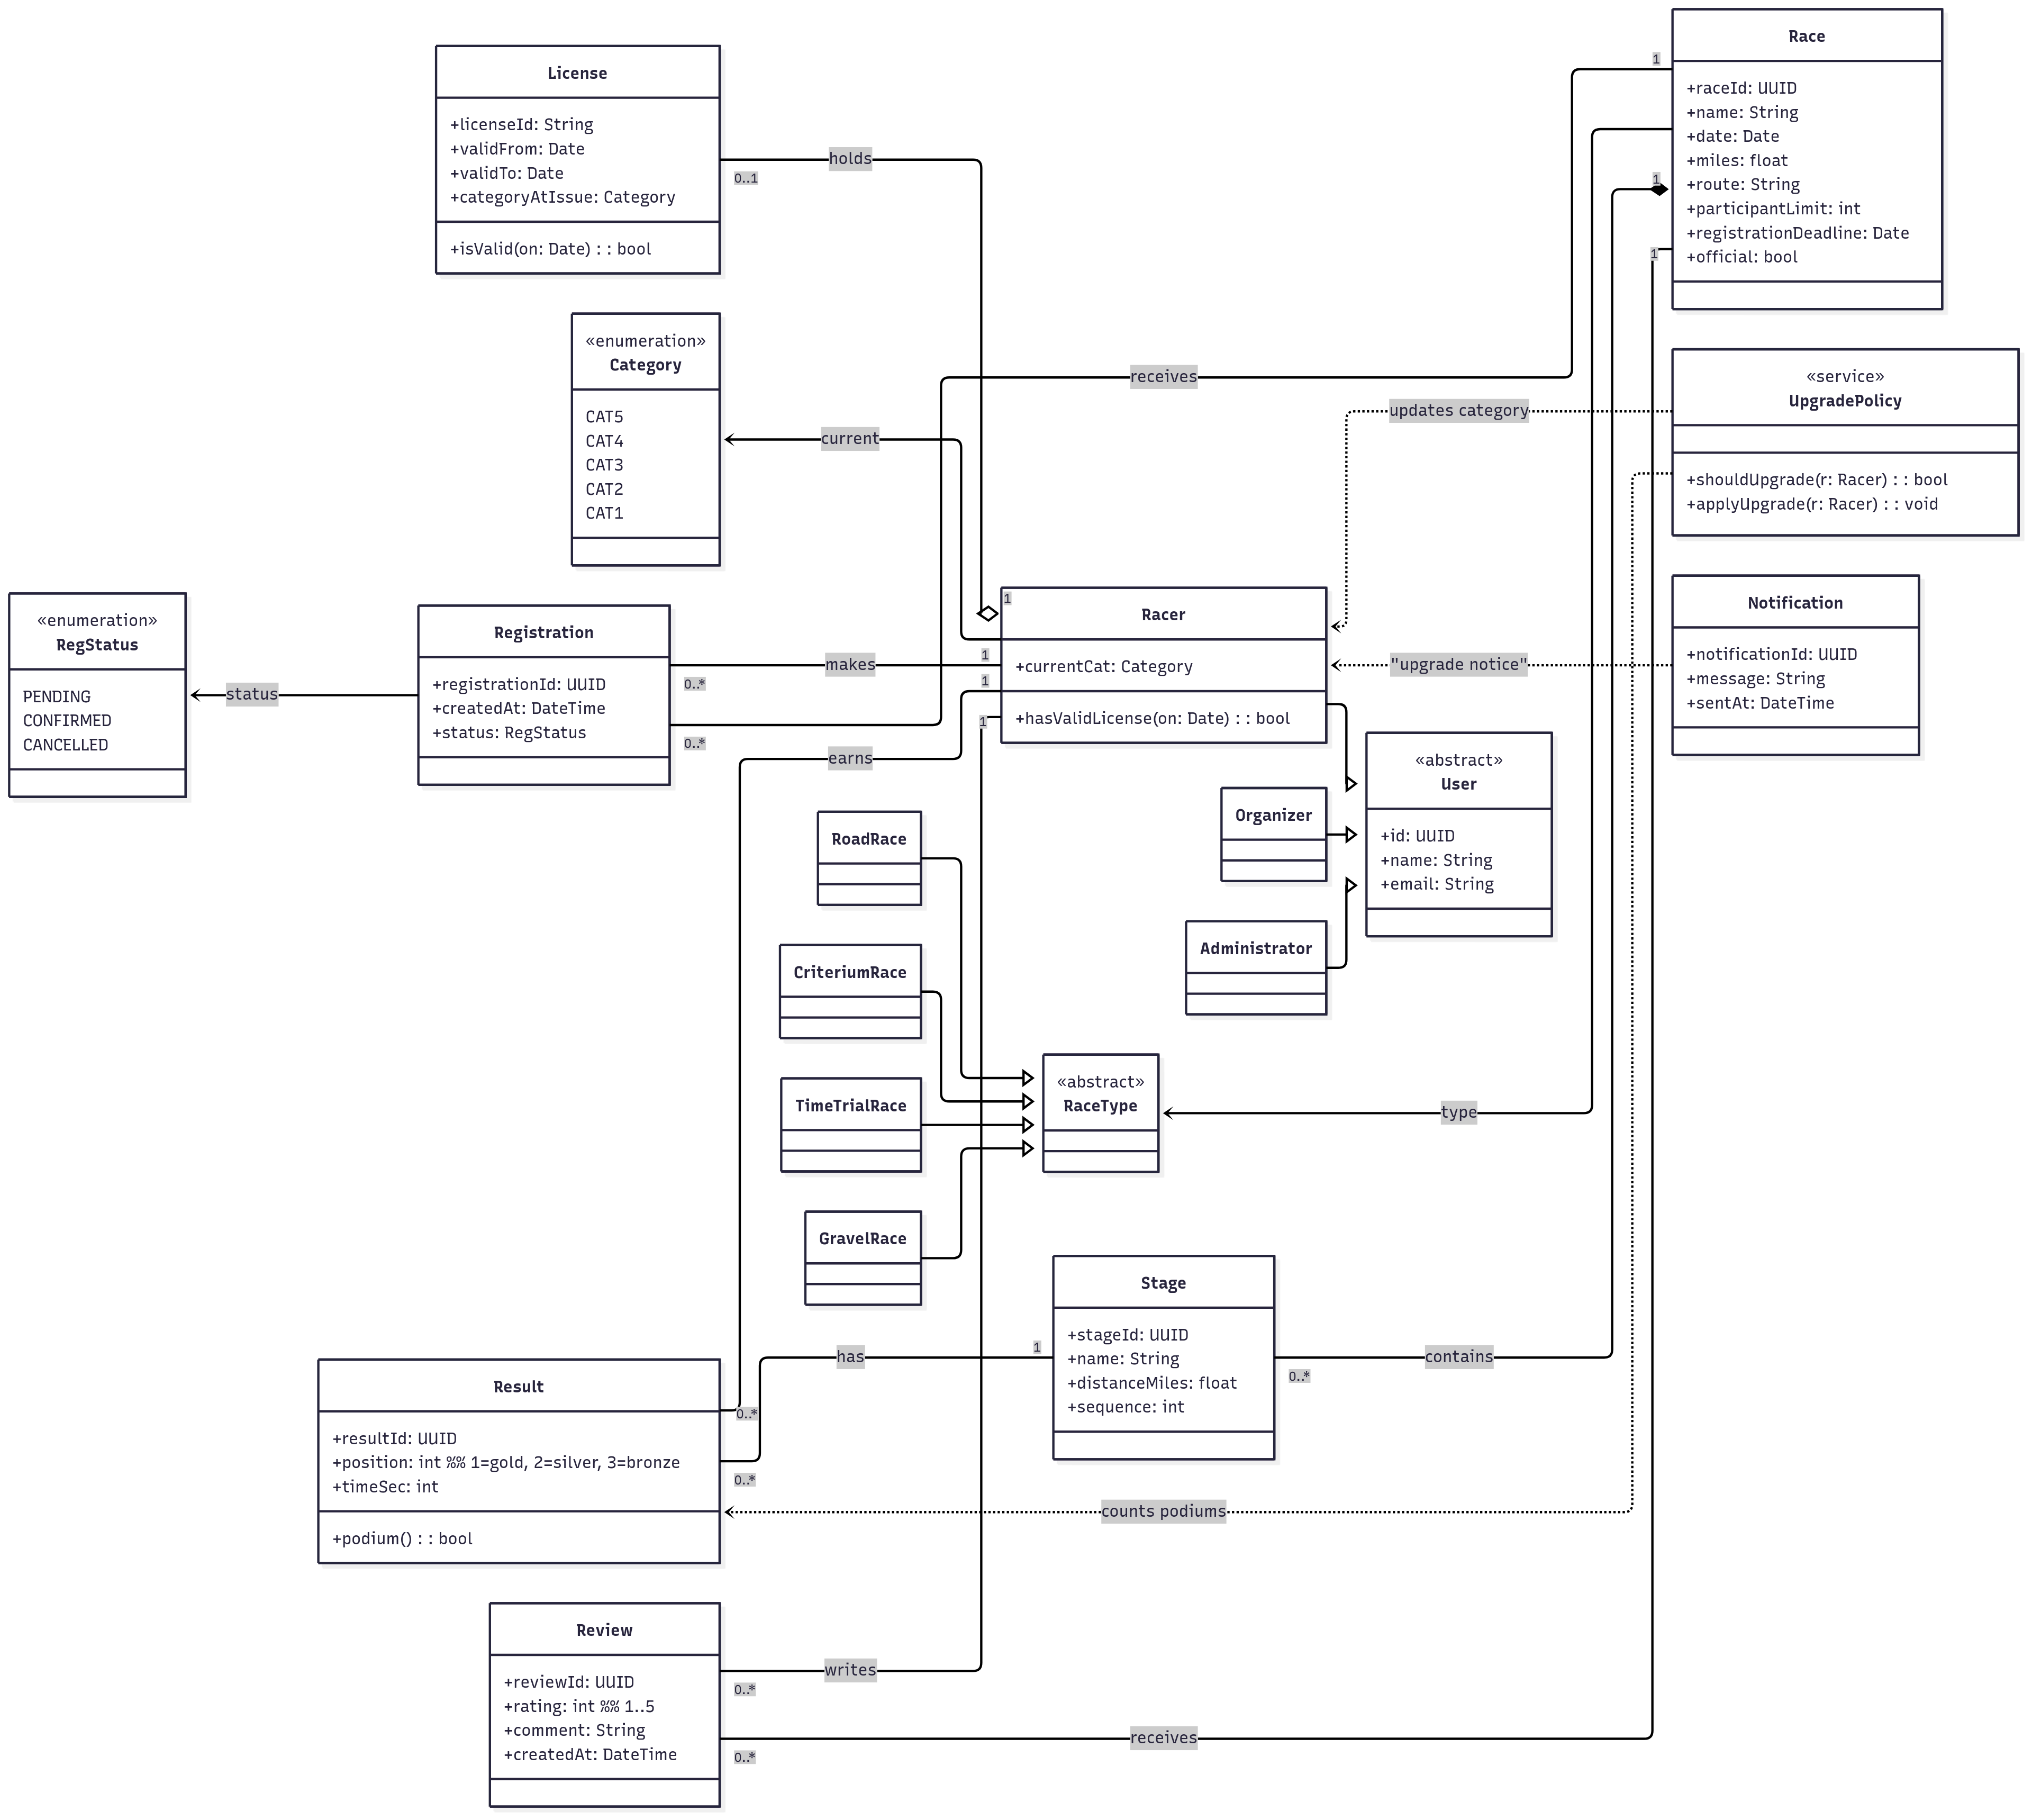 License
+licenseId: String
+validFrom: Date
+validTo: Date
+categoryAtIssue: Category
+isValid(on: Date) : : bool
holds
0..1
Race
+raceId: UUID
+name: String
+date: Date
+miles: float
+route: String
+participantLimit: int
+registrationDeadline: Date
+official: bool
1
1
1
«enumeration»
Category
CAT5
CAT4
CAT3
CAT2
CAT1
current
receives
updates category
«service»
UpgradePolicy
+shouldUpgrade(r: Racer) : : bool
+applyUpgrade(r: Racer) : : void
«enumeration»
RegStatus
PENDING
CONFIRMED
CANCELLED
status
Registration
+registrationId: UUID
+createdAt: DateTime
+status: RegStatus
0..*
0..*
makes
earns
1
1
1
1
Racer
+currentCat: Category
+hasValidLicense(on: Date) : : bool
"upgrade notice"
Notification
+notificationId: UUID
+message: String
+sentAt: DateTime
«abstract»
User
+id: UUID
+name: String
+email: String
Organizer
Administrator
RoadRace
CriteriumRace
TimeTrialRace
GravelRace
«abstract»
RaceType
type
Stage
+stageId: UUID
+name: String
+distanceMiles: float
+sequence: int
1
0..*
contains
has
Result
+resultId: UUID
+position: int %% 1=gold, 2=silver, 3=bronze
+timeSec: int
+podium() : : bool
0..*
0..*
counts podiums
Review
+reviewId: UUID
+rating: int %% 1..5
+comment: String
+createdAt: DateTime
writes
0..*
receives
0..*